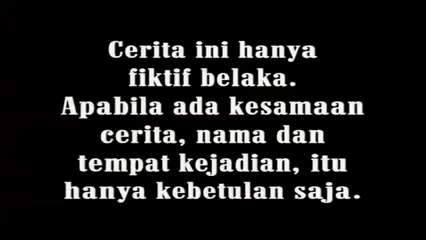 Cerita ini hanya
fiktif belaka.
Apabila ada kesamaan
cerita, nama dan
tempat kejadian, itu
hanya kebetulan saja.